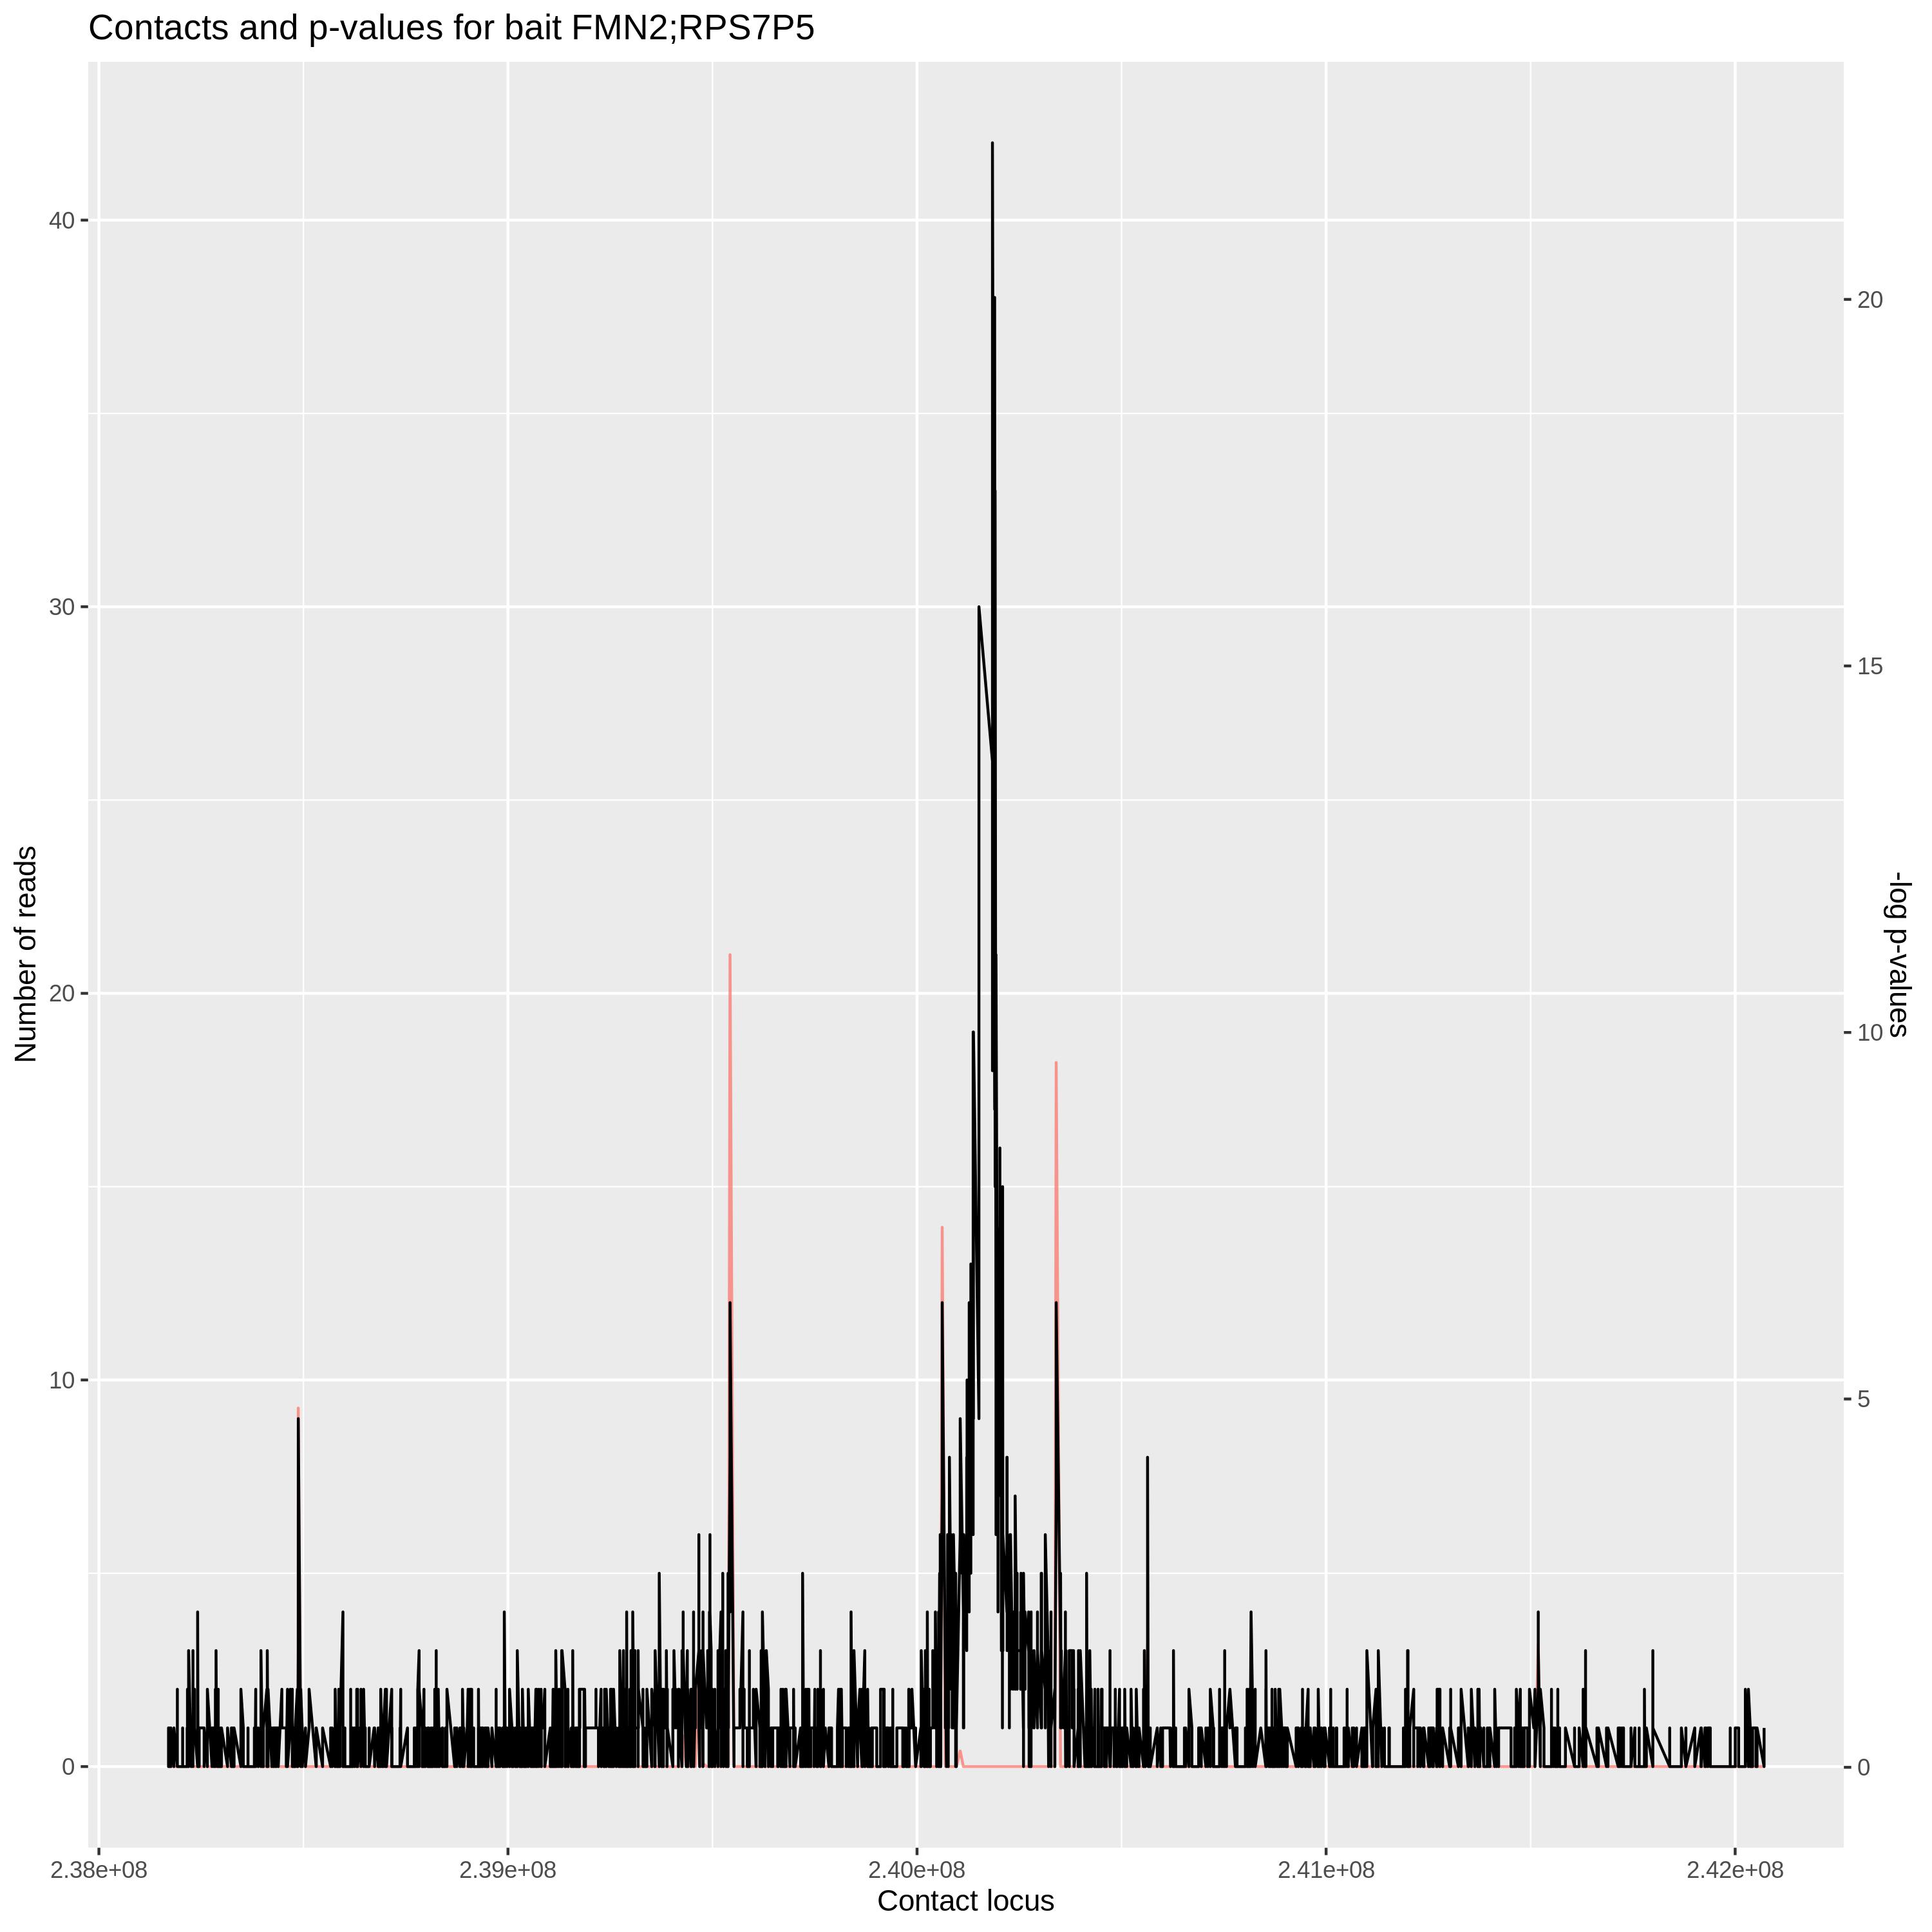 Contacts and p-values for bait FMN2;RPS7P5
40
30
20
10
0
Number of reads
20
15
10
5
0
-log p-values
2.38e+08
2.39e+08
2.40e+08
2.41e+08
2.42e+08
Contact locus